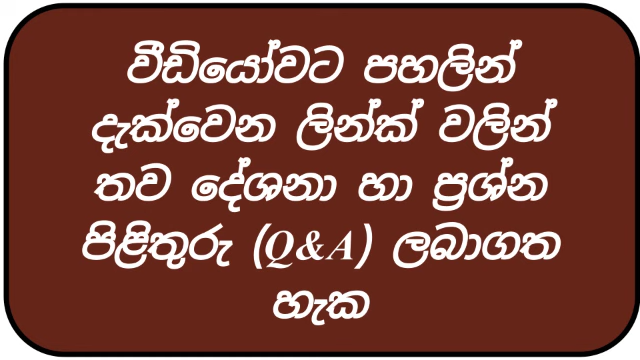 වීඩියෝවට පහලින්
දැක්වෙන ලින්ක් වලින්
තව දේශනා හා ප්‍රශ්න
පිළිතුරු (Q&A) ලබාගත
හැක